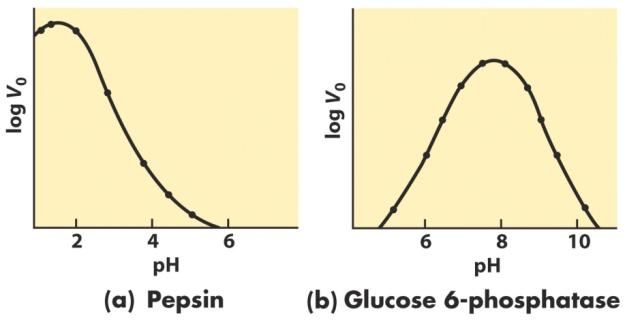 log V0
2 4 6
pH
(a) Pepsin
log V0
6 8 10
pH
(b) Glucose 6-phosphatase